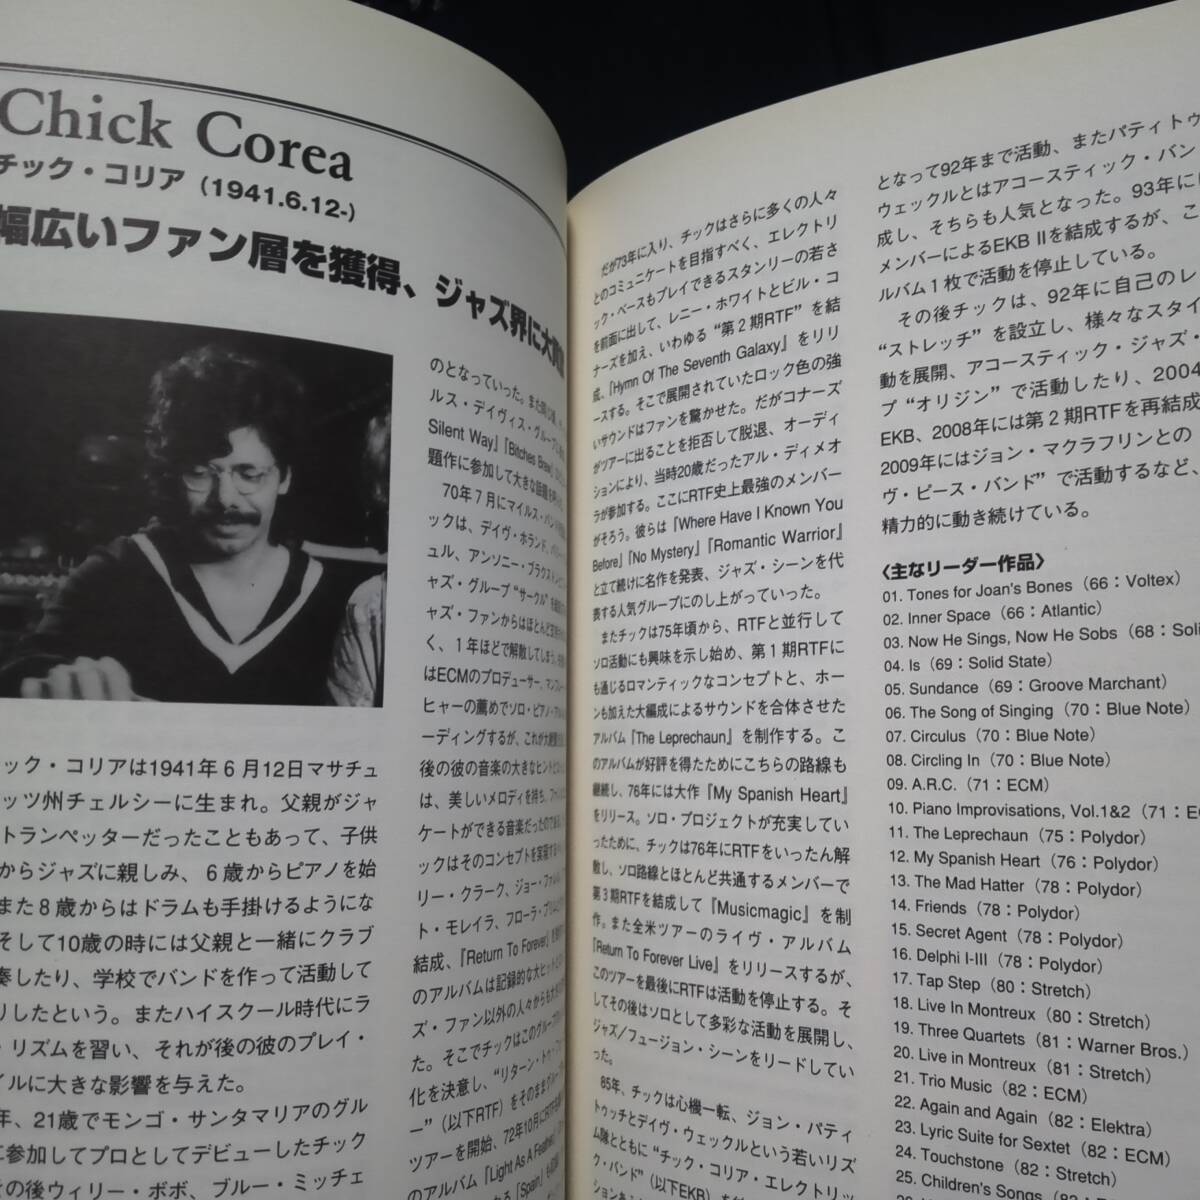 Chick Corea
チック・コリア（1941.6.12-）
幅広いファン層を獲得、ジャズ界に大
ック・コリアは1941年6月12日マサチュ
ッツ州チェルシーに生まれ。父親がジャ
トランペッターだったこともあって、子供
からジャズに親しみ、6歳からピアノを始
また8歳からはドラムも手掛けるようにな
そして10歳の時には父親と一緒にクラブ
奏したり、学校でバンドを作って活動して
りしたという。またハイスクール時代にラ
・リズムを習い、それが後の彼のプレイ・
イルに大きな影響を与えた。
年、21歳でモンゴ・サンタマリアのグル
に参加してプロとしてデビューしたチック
その後ウィリー・ボボ、ブルー・ミッチェ
のとなっていった。また
ルス・デイヴィス・グループに
Silent Way』『Bitches Brew』
題作に参加して大きな話題を
70年7月にマイルス・バンド
ックは、デイヴ・ホランド、
ュル、アンソニー・ブラクストン
ャズ・グループ“サークル”を
ャズ・ファンからはほとんど
く、1年ほどで解散してしまう。
はECMのプロデューサー、マンフレ
ヒャーの薦めでソロ・ピアノ・アル
ーディングするが、これが
後の彼の音楽の大きなヒント
は、美しいメロディを持ち、
ケートができる音楽だった
ックはそのコンセプトを実
リー・クラーク、ジョー・ファレル
ト・モレイラ、フローラ・プリム
結成、『Return To Forever』を
のアルバムは記録的な大ヒット
ズ・ファン以外の人々からも
た。そこでチックはこのグループ
化を決意し、“リターン・トゥ・フォー
”（以下RTF）をそのままグループ
ツアーを開始、72年10月にRTF
のアルバム『Light As A Feather』
る「Spain」も
だが73年に入り、チックはさらに多くの人々
とのコミュニケートを目指すべく、エレクトリ
ック・ベースもプレイできるスタンリーの若さ
を前面に出して、レニー・ホワイトとビル・コ
ナーズを加え、いわゆる“第2期RTF”を結
成、『Hymn Of The Seventh Galaxy』をリリ
ースする。そこで展開されていたロック色の強
いサウンドはファンを驚かせた。だがコナーズ
がツアーに出ることを拒否して脱退、オーディ
ションにより、当時20歳だったアル・ディメオ
ラが参加する。ここにRTF史上最強のメンバー
がそろう。彼らは『Where Have I Known You
Before』『No Mystery』『Romantic Warrior』
と立て続けに名作を発表、ジャズ・シーンを代
表する人気グループにのし上がっていった。
またチックは75年頃から、RTFと並行して
ソロ活動にも興味を示し始め、第1期RTFに
も通じるロマンティックなコンセプトと、ホー
ンも加えた大編成によるサウンドを合体させた
アルバム『The Leprechaun』を制作する。こ
のアルバムが好評を得たためにこちらの路線も
継続し、76年には大作『My Spanish Heart』
をリリース。ソロ・プロジェクトが充実してい
ったために、チックは76年にRTFをいったん解
散し、ソロ路線とほとんど共通するメンバーで
第3期RTFを結成して『Musicmagic』を制
作。また全米ツアーのライヴ・アルバム
『Return To Forever Live』をリリースするが、
このツアーを最後にRTFは活動を停止する。そ
してその後はソロとして多彩な活動を展開し、
ジャズ/フュージョン・シーンをリードしてい
った。
85年、チックは心機一転、ジョン・パティ
トゥッチとデイヴ・ウェックルという若いリズ
ム隊とともに“チック・コリア・エレクトリッ
ク・バンド”（以下EKB）を
となって92年まで活動、またパティトゥ
ウェックルとはアコースティック・バン
成し、そちらも人気となった。93年には
メンバーによるEKB IIを結成するが、こ
ルバム1枚で活動を停止している。
その後チックは、92年に自己のレ
“ストレッチ”を設立し、様々なスタイ
動を展開、アコースティック・ジャズ・
プ“オリジン”で活動したり、2004
EKB、2008年には第2期RTFを再結成
2009年にはジョン・マクラフリンとの
ヴ・ピース・バンド”で活動するなど、
精力的に動き続けている。
〈主なリーダー作品〉
01. Tones for Joan's Bones（66：Voltex）
02. Inner Space（66：Atlantic）
03. Now He Sings, Now He Sobs（68：Soli
04. Is（69：Solid State）
05. Sundance（69：Groove Marchant）
06. The Song of Singing（70：Blue Note）
07. Circulus（70：Blue Note）
08. Circling In（70：Blue Note）
09. A.R.C.（71：ECM）
10. Piano Improvisations, Vol.1&2（71：EC
11. The Leprechaun（75：Polydor）
12. My Spanish Heart（76：Polydor）
13. The Mad Hatter（78：Polydor）
14. Friends（78：Polydor）
15. Secret Agent（78：Polydor）
16. Delphi I-III（78：Polydor）
17. Tap Step（80：Stretch）
18. Live In Montreux（80：Stretch）
19. Three Quartets（81：Warner Bros.）
20. Live in Montreux（81：Stretch）
21. Trio Music（82：ECM）
22. Again and Again（82：Elektra）
23. Lyric Suite for Sextet（82：ECM）
24. Touchstone（82：Stretch）
25. Children's Songs